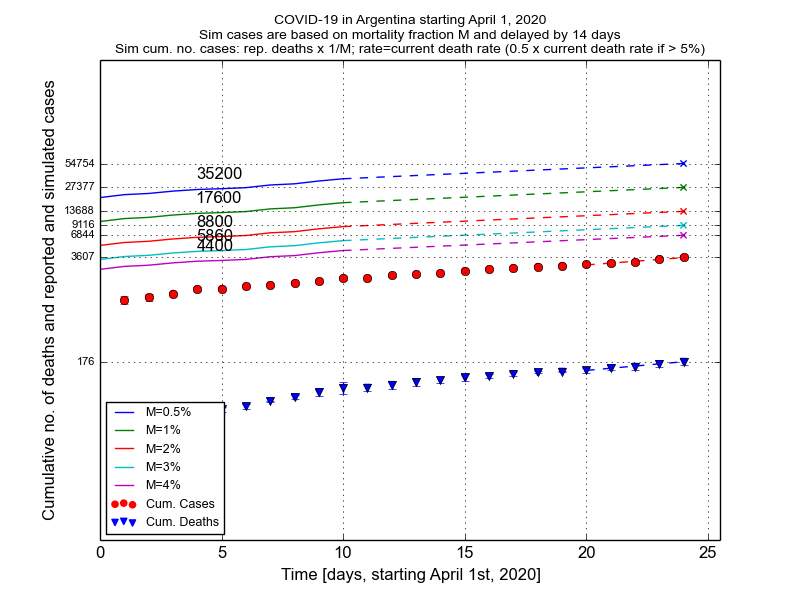 COVID-19 in Argentina starting April 1, 2020
Sim cases are based on mortality fraction M and delayed by 14 days
Sim cum. no. cases: rep. deaths x 1/M; rate=current death rate (0.5 x current death rate if > 5%)
Cumulative no. of deaths and reported and simulated cases
54754
27377
13688
9116
6844
3607
176
35200
17600
8800
5860
4400
M=0.5%
M=1%
M=2%
M=3%
M=4%
Cum. Cases
Cum. Deaths
0 5 10 15 20 25
Time [days, starting April 1st, 2020]